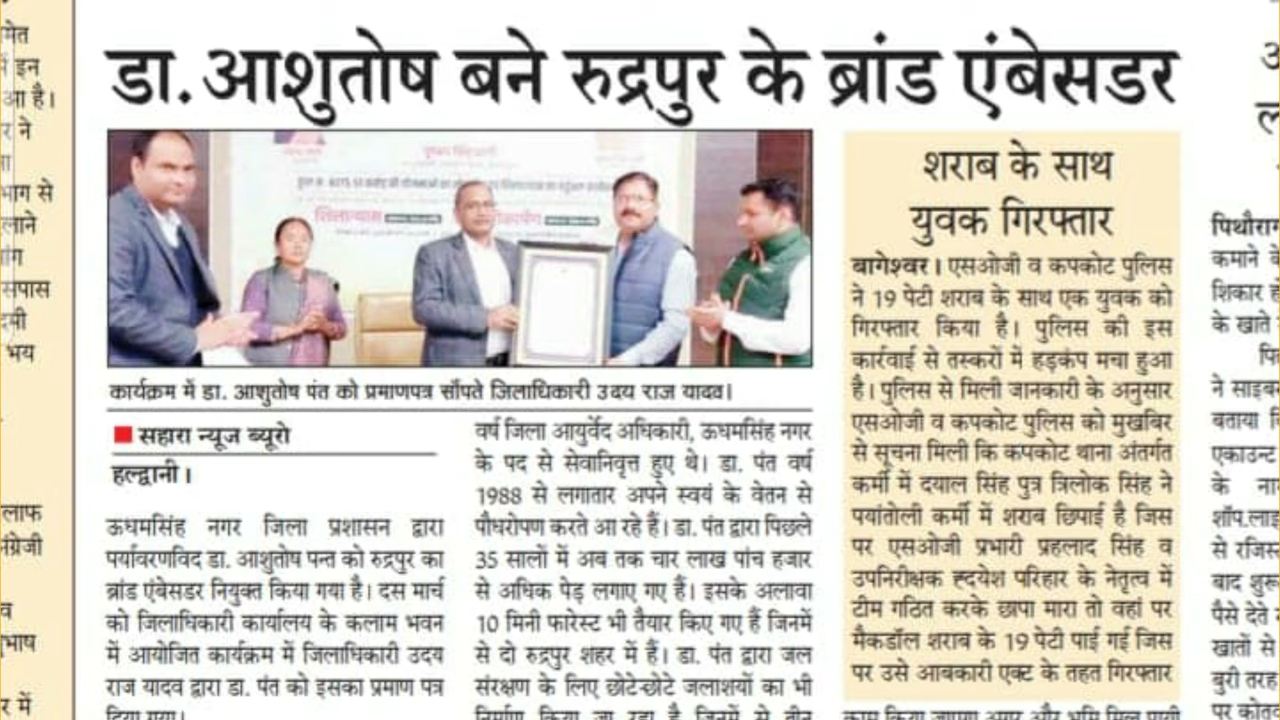 डा. आशुतोष बने रुद्रपुर के ब्रांड एंबेसडर
शिलान्यास
कार्यक्रम में डा. आशुतोष पंत को प्रमाणपत्र सौंपते जिलाधिकारी उदय राज यादव।
सहारा न्यूज ब्यूरो
हल्द्वानी।
ऊधमसिंह नगर जिला प्रशासन द्वारा
पर्यावरणविद डा. आशुतोष पन्त को रुद्रपुर का
ब्रांड एंबेसडर नियुक्त किया गया है। दस मार्च
को जिलाधिकारी कार्यालय के कलाम भवन
में आयोजित कार्यक्रम में जिलाधिकारी उदय
राज यादव द्वारा डा. पंत को इसका प्रमाण पत्र
दिया गया।
वर्ष जिला आयुर्वेद अधिकारी, ऊधमसिंह नगर
के पद से सेवानिवृत्त हुए थे। डा. पंत वर्ष
1988 से लगातार अपने स्वयं के वेतन से
पौधरोपण करते आ रहे हैं। डा. पंत द्वारा पिछले
35 सालों में अब तक चार लाख पांच हजार
से अधिक पेड़ लगाए गए हैं। इसके अलावा
10 मिनी फारेस्ट भी तैयार किए गए हैं जिनमें
से दो रुद्रपुर शहर में हैं। डा. पंत द्वारा जल
संरक्षण के लिए छोटे-छोटे जलाशयों का भी
निर्माण किया जा रहा है जिनमें से तीन
शराब के साथ
युवक गिरफ्तार
बागेश्वर। एसओजी व कपकोट पुलिस
ने 19 पेटी शराब के साथ एक युवक को
गिरफ्तार किया है। पुलिस की इस
कार्रवाई से तस्करों में हड़कंप मचा हुआ
है। पुलिस से मिली जानकारी के अनुसार
एसओजी व कपकोट पुलिस को मुखबिर
से सूचना मिली कि कपकोट थाना अंतर्गत
कर्मी में दयाल सिंह पुत्र त्रिलोक सिंह ने
पयांतोली कर्मी में शराब छिपाई है जिस
पर एसओजी प्रभारी प्रहलाद सिंह व
उपनिरीक्षक ह्दयेश परिहार के नेतृत्व में
टीम गठित करके छापा मारा तो वहां पर
मैकडॉल शराब के 19 पेटी पाई गई जिस
पर उसे आबकारी एक्ट के तहत गिरफ्तार